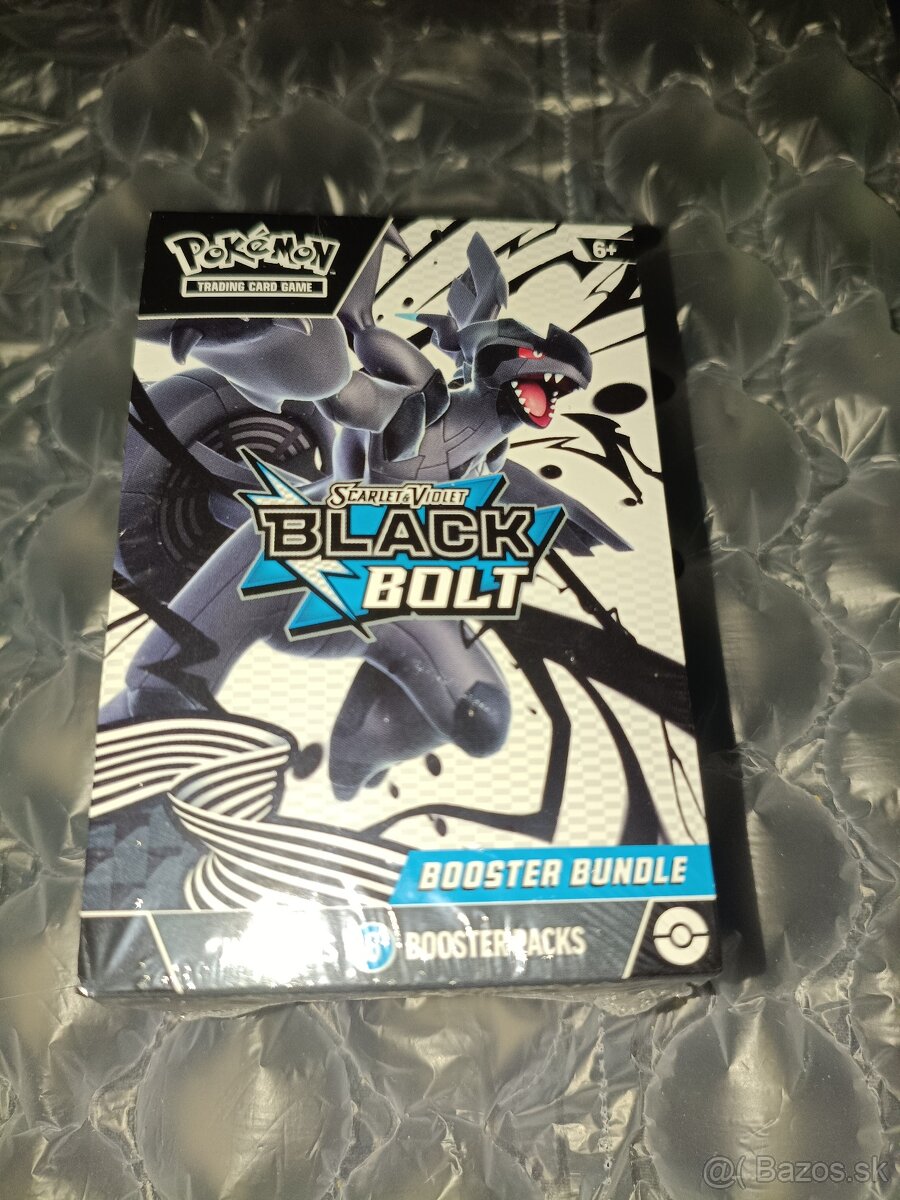 POKÉMON
TRADING CARD GAME
6+
SCARLET & VIOLET
BLACK
BOLT
BOOSTER BUNDLE
BOOSTER PACKS
@( Bazos.sk